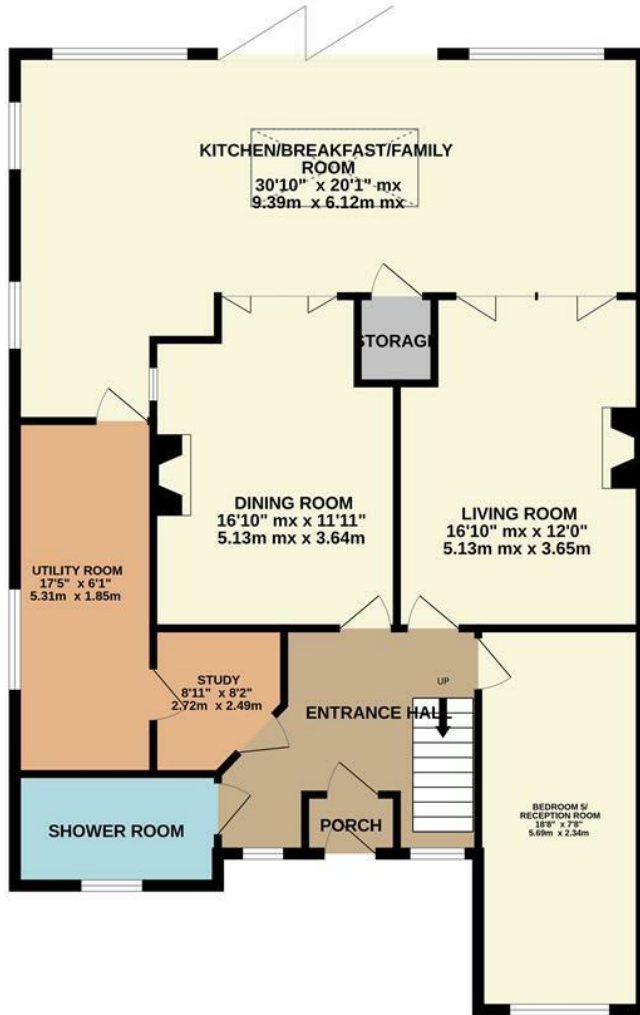 KITCHEN/BREAKFAST/FAMILY
ROOM
30'10" x 20'1" mx
9.39m x 6.12m mx
STORAGE
DINING ROOM
16'10" mx x 11'11"
5.13m mx x 3.64m
LIVING ROOM
16'10" mx x 12'0"
5.13m mx x 3.65m
UTILITY ROOM
17'5" x 6'1"
5.31m x 1.85m
STUDY
8'11" x 8'2"
2.72m x 2.49m
UP
ENTRANCE HALL
BEDROOM 5/
RECEPTION ROOM
18'8" x 7'8"
5.69m x 2.34m
SHOWER ROOM
PORCH